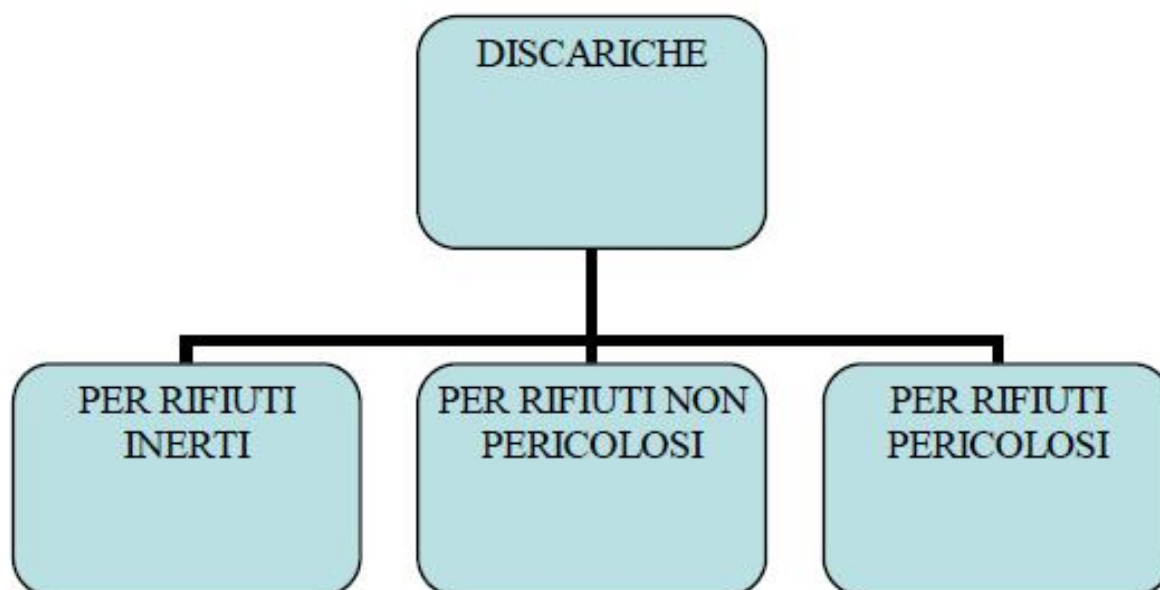 DISCARICHE
PER RIFIUTI
INERTI
PER RIFIUTI NON
PERICOLOSI
PER RIFIUTI
PERICOLOSI